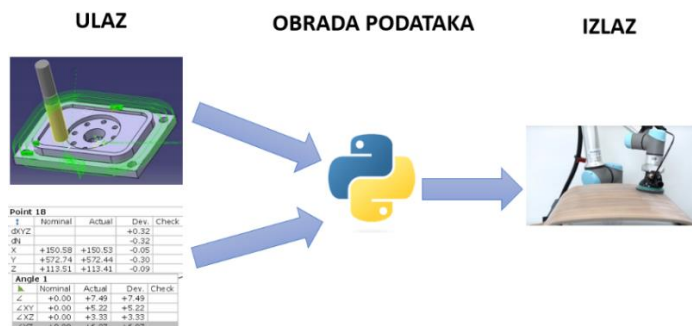 ULAZ OBRADA PODATAKA IZLAZ
Point 1B
Nominal Actual Dev. Check
dXYZ +0.32
dN -0.32
X +150.58 +150.53 -0.05
Y +572.74 +572.44 -0.30
Z +113.51 +113.41 -0.09
Angle 1
Nominal Actual Dev. Check
∠ +0.00 +7.49 +7.49
∠XY +0.00 +5.22 +5.22
∠XZ +0.00 +3.33 +3.33